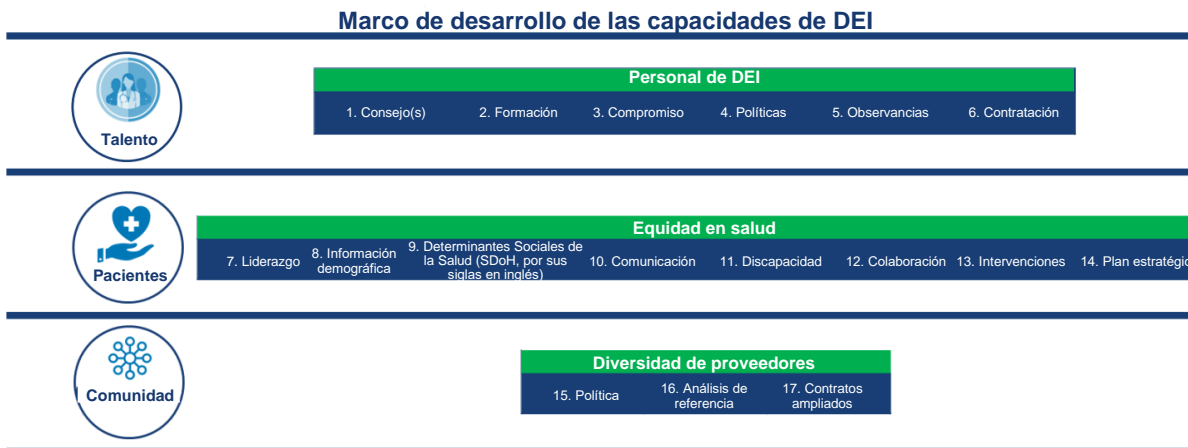 Marco de desarrollo de las capacidades de DEI
Talento
Personal de DEI
1. Consejo(s)
2. Formación
3. Compromiso
4. Políticas
5. Observancias
6. Contratación
Pacientes
Equidad en salud
7. Liderazgo
8. Información
demográfica
9. Determinantes Sociales de
la Salud (SDoH, por sus
siglas en inglés)
10. Comunicación
11. Discapacidad
12. Colaboración
13. Intervenciones
14. Plan estratégic
Comunidad
Diversidad de proveedores
15. Política
16. Análisis de
referencia
17. Contratos
ampliados